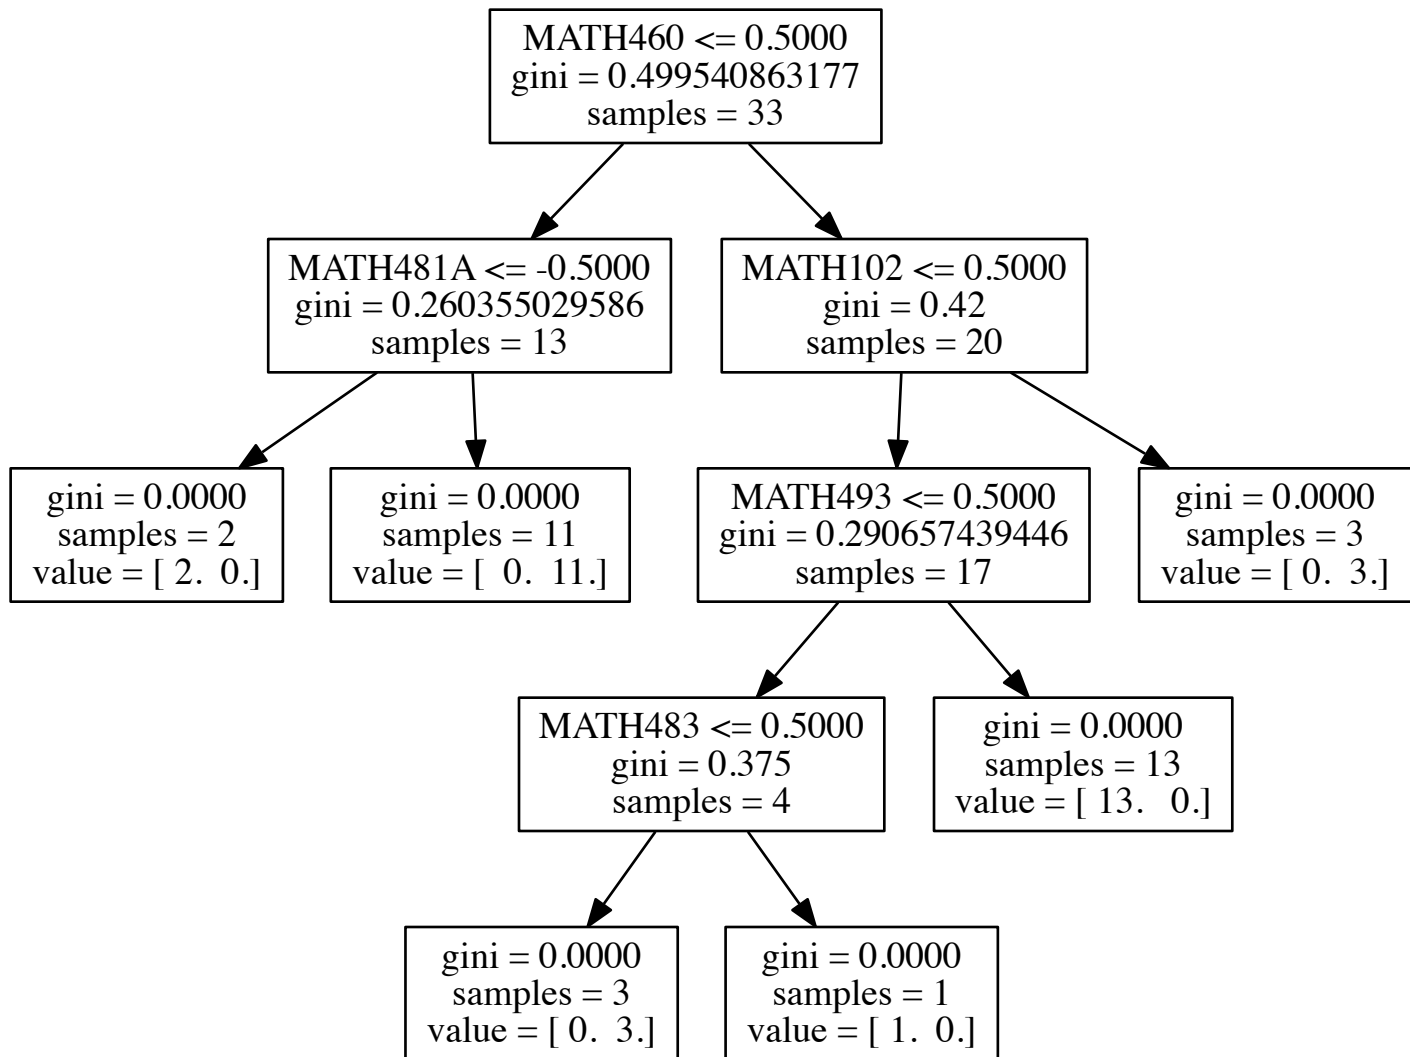 MATH460 <= 0.5000
gini = 0.499540863177
samples = 33
MATH481A <= -0.5000
gini = 0.260355029586
samples = 13
MATH102 <= 0.5000
gini = 0.42
samples = 20
gini = 0.0000
samples = 2
value = [ 2. 0.]
gini = 0.0000
samples = 11
value = [ 0. 11.]
MATH493 <= 0.5000
gini = 0.290657439446
samples = 17
gini = 0.0000
samples = 3
value = [ 0. 3.]
MATH483 <= 0.5000
gini = 0.375
samples = 4
gini = 0.0000
samples = 13
value = [ 13. 0.]
gini = 0.0000
samples = 3
value = [ 0. 3.]
gini = 0.0000
samples = 1
value = [ 1. 0.]